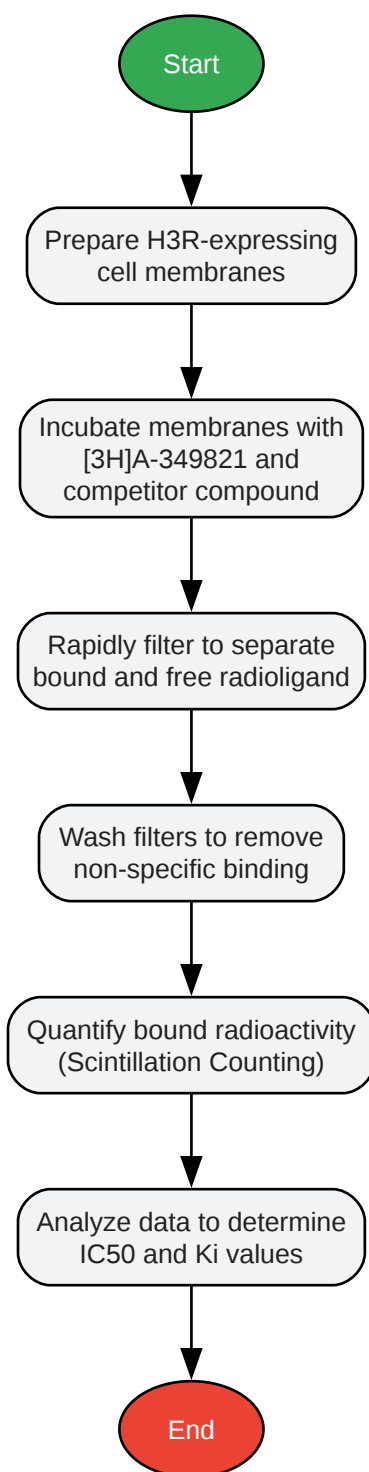 Start
Prepare H3R-expressing
cell membranes
Incubate membranes with
[3H]A-349821 and
competitor compound
Rapidly filter to separate
bound and free radioligand
Wash filters to remove
non-specific binding
Quantify bound radioactivity
(Scintillation Counting)
Analyze data to determine
IC50 and Ki values
End